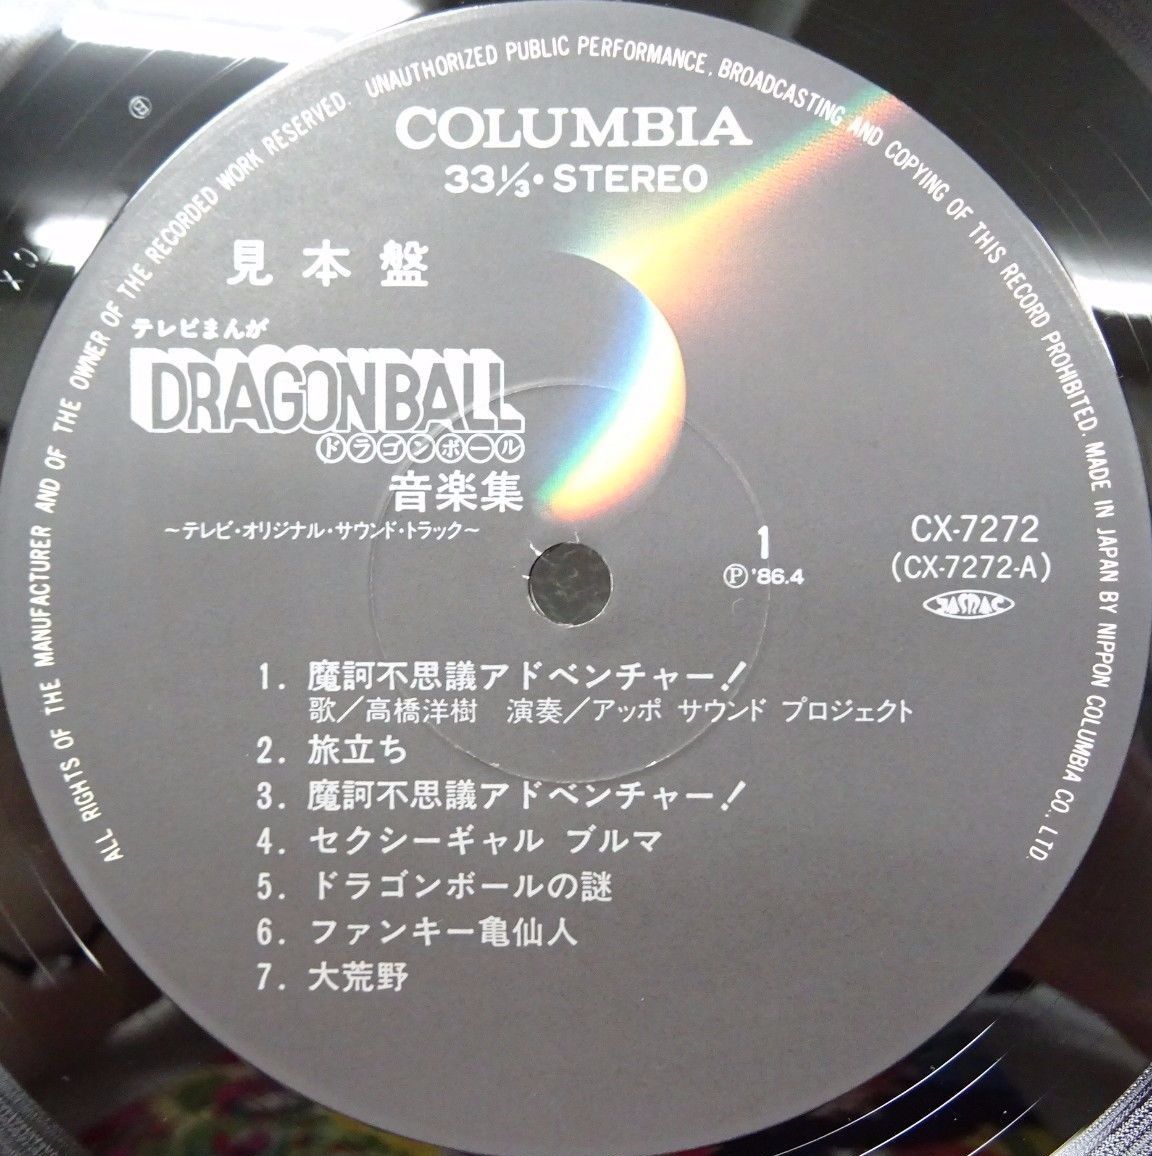 ALL RIGHTS OF THE MANUFACTURER AND OF THE OWNER OF THE RECORDED WORK RESERVED. UNAUTHORIZED PUBLIC PERFORMANCE, BROADCASTING AND COPYING OF THIS RECORD PROHIBITED. MADE IN JAPAN BY NIPPON COLUMBIA CO., LTD.
COLUMBIA
33⅓・STEREO
見本盤
テレビまんが
DRAGONBALL
ドラゴンボール
音楽集
〜テレビ・オリジナル・サウンド・トラック〜
1
Ⓟ'86.4
CX-7272
(CX-7272-A)
JASRAC
1. 魔訶不思議アドベンチャー!
歌/高橋洋樹 演奏/アッポ サウンド プロジェクト
2. 旅立ち
3. 魔訶不思議アドベンチャー!
4. セクシーギャル ブルマ
5. ドラゴンボールの謎
6. ファンキー亀仙人
7. 大荒野